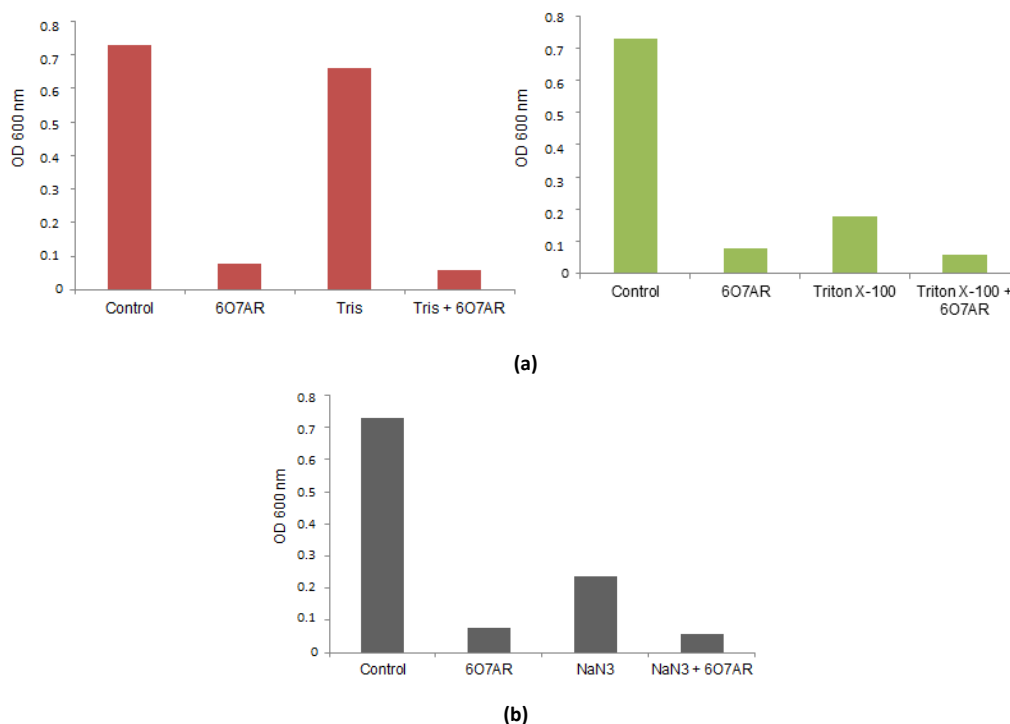 0.8
0.7
0.6
0.5
0.4
0.3
0.2
0.1
0
OD 600 nm
Control
6O7AR
Tris
Tris + 6O7AR
0.8
0.7
0.6
0.5
0.4
0.3
0.2
0.1
0
OD 600 nm
Control
6O7AR
Triton X-100
Triton X-100 +
6O7AR
(a)
0.8
0.7
0.6
0.5
0.4
0.3
0.2
0.1
0
OD 600 nm
Control
6O7AR
NaN3
NaN3 + 6O7AR
(b)